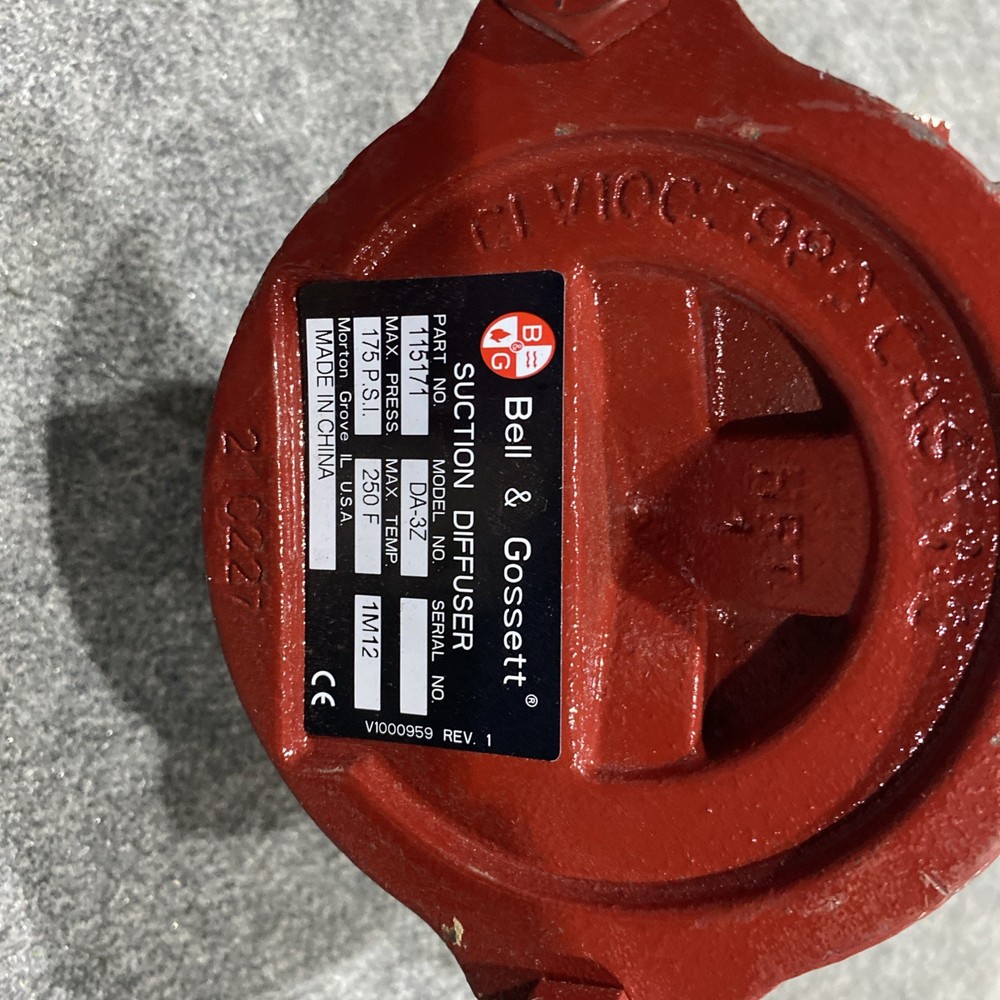 B & G
Bell & Gossett ®
SUCTION DIFFUSER
PART NO. MODEL NO. SERIAL NO.
115171 DA-3Z
MAX. PRESS. MAX. TEMP.
175 P.S.I. 250 F 1M12
Morton Grove IL U.S.A.
MADE IN CHINA
CE
V1000959 REV. 1
210227